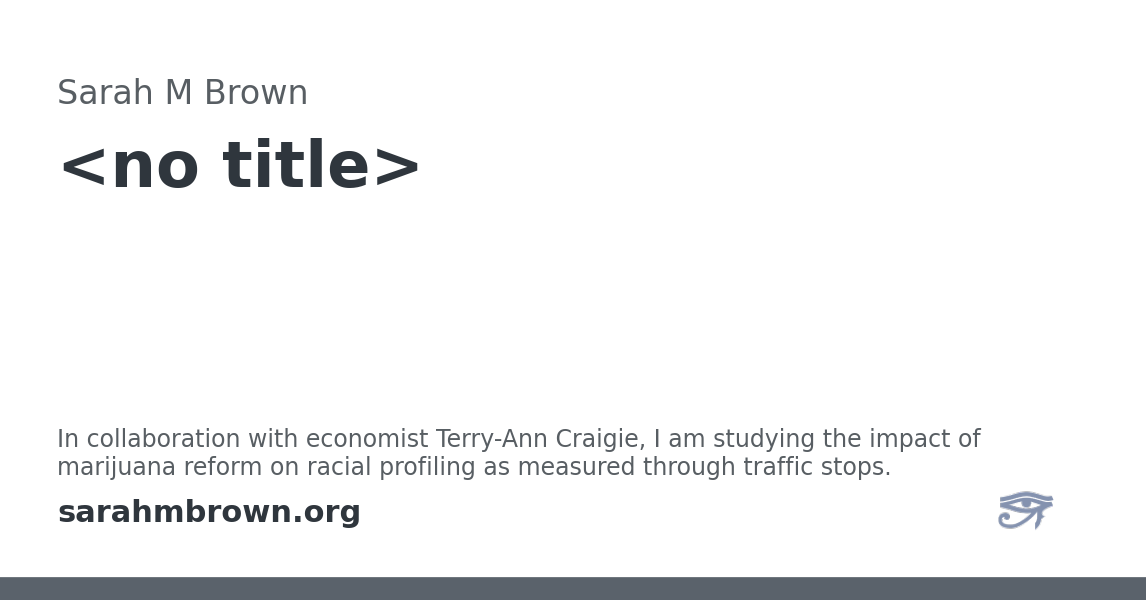 Sarah M Brown
<no title>
In collaboration with economist Terry-Ann Craigie, I am studying the impact of
marijuana reform on racial profiling as measured through traffic stops.
sarahmbrown.org